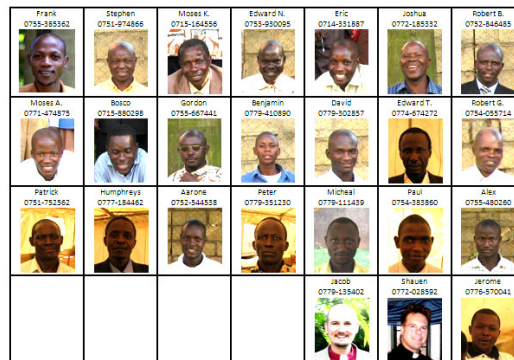 Frank
0755-385362
Stephen
0751-974866
Moses K.
0715-164556
Edward N.
0753-930095
Eric
0714-331887
Joshua
0772-185332
Robert B.
0752-846485
Moses A.
0771-474875
Bosco
0715-880298
Gordon
0755-667441
Benjamin
0779-410890
David
0779-302857
Edward T.
0774-674272
Robert G.
0754-055714
Patrick
0751-752562
Humphreys
0777-184462
Aarone
0752-544538
Peter
0779-351230
Micheal
0779-111439
Paul
0754-383860
Alex
0755-480260
Jacob
0779-135402
Shauen
0772-028592
Jerome
0776-570041